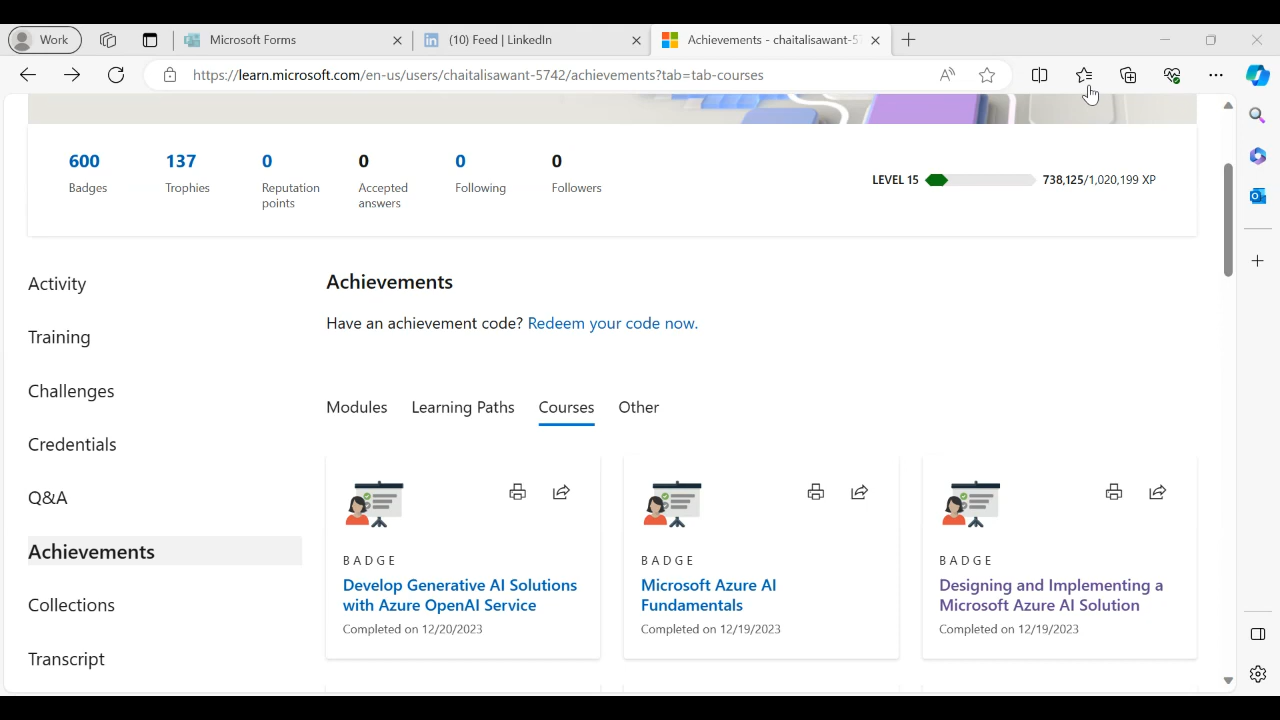 Work
Microsoft Forms
(10) Feed | LinkedIn
Achievements - chaitalisawant-5
https://learn.microsoft.com/en-us/users/chaitalisawant-5742/achievements?tab=tab-courses
600
137
0
0
0
0
Badges
Trophies
Reputation
points
Accepted
answers
Following
Followers
LEVEL 15
738,125/1,020,199 XP
Activity
Training
Challenges
Credentials
Q&A
Achievements
Collections
Transcript
Achievements
Have an achievement code? Redeem your code now.
Modules
Learning Paths
Courses
Other
BADGE
Develop Generative AI Solutions
with Azure OpenAI Service
Completed on 12/20/2023
BADGE
Microsoft Azure AI
Fundamentals
Completed on 12/19/2023
BADGE
Designing and Implementing a
Microsoft Azure AI Solution
Completed on 12/19/2023